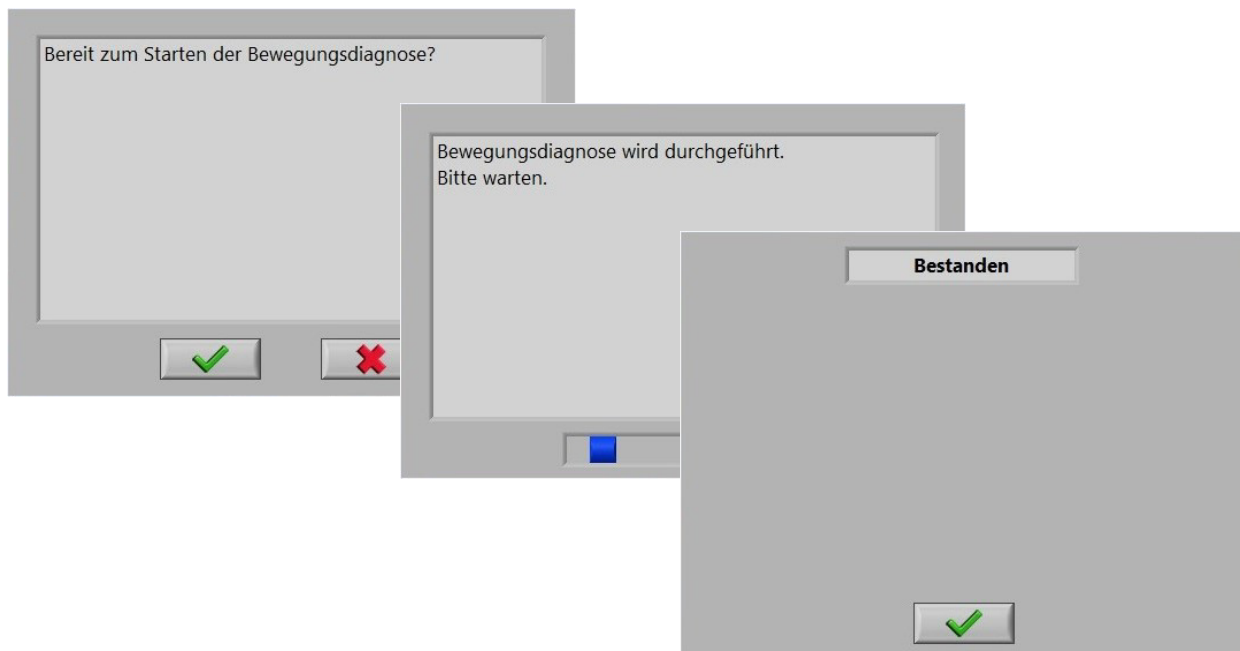 Bereit zum Starten der Bewegungsdiagnose?
Bewegungsdiagnose wird durchgeführt.
Bitte warten.
Bestanden